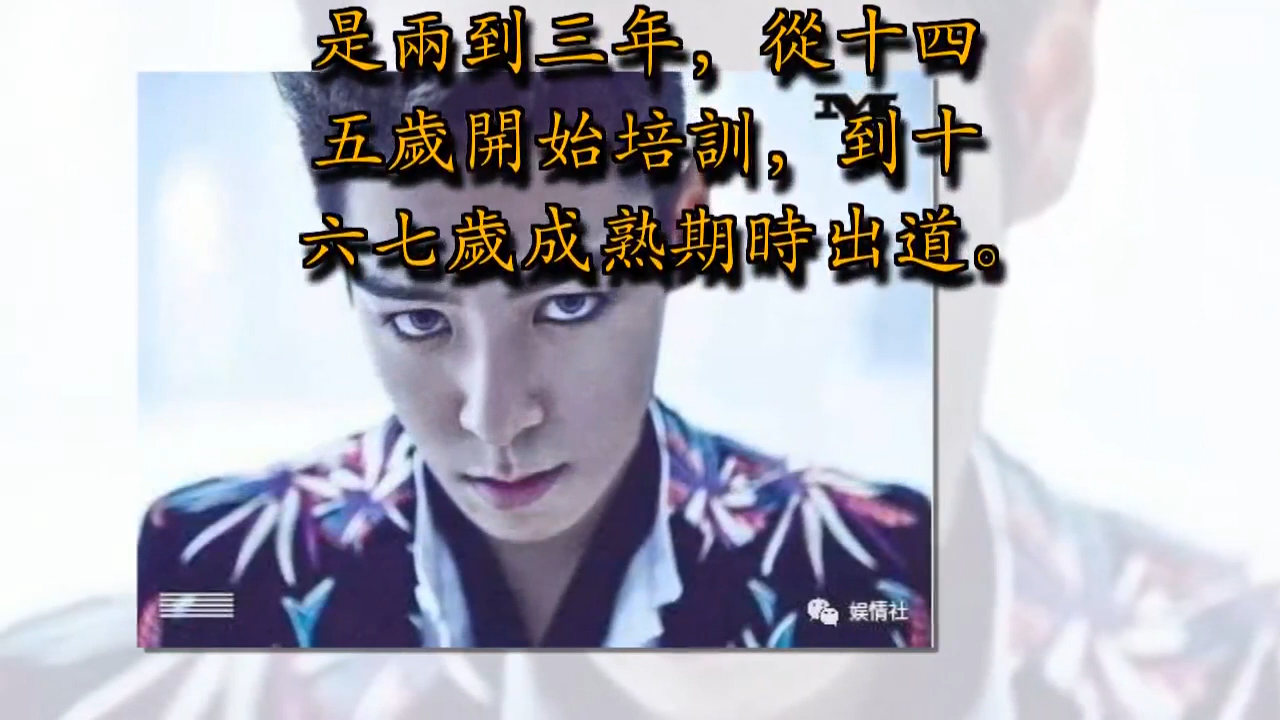 是兩到三年，從十四
五歲開始培訓，到十
六七歲成熟期時出道。
娱情社